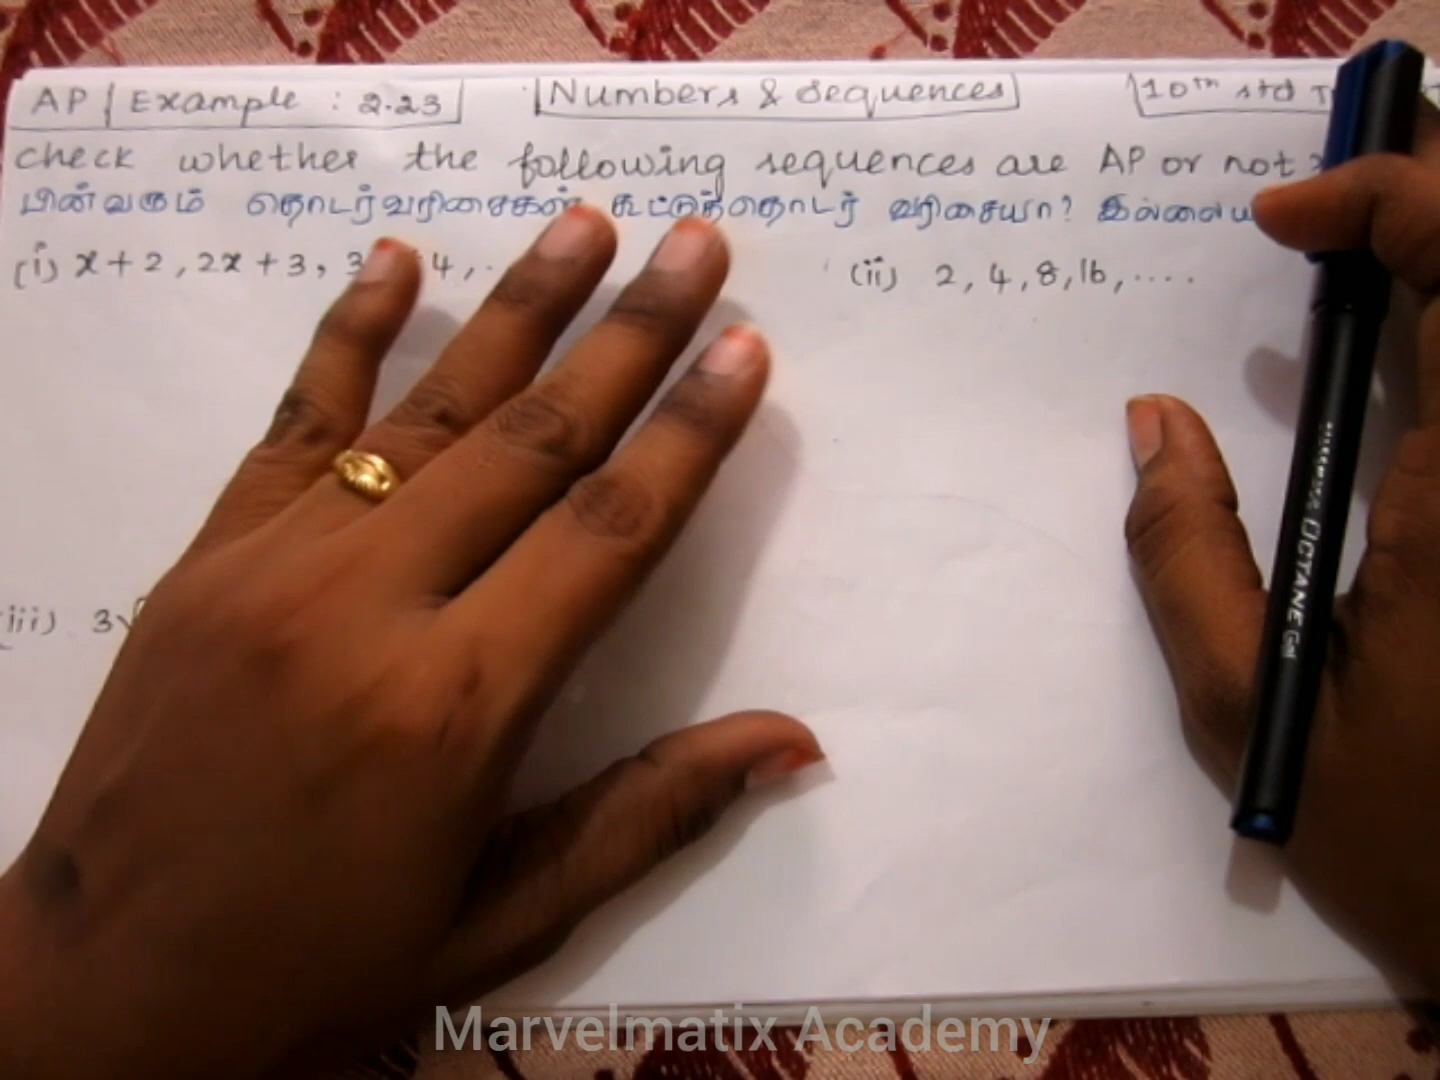 AP | Example : 2.23
Numbers & Sequences
10th std
check whether the following sequences are AP or not
பின்வரும் தொடர்வரிசைகள் கூட்டுத்தொடர் வரிசையா?
(i) x + 2 , 2x + 3 , 3 4 , .
(ii) 2 , 4 , 8 , 16 , ....
iii) 3√
OCTANE Gel
Marvelmatix Academy